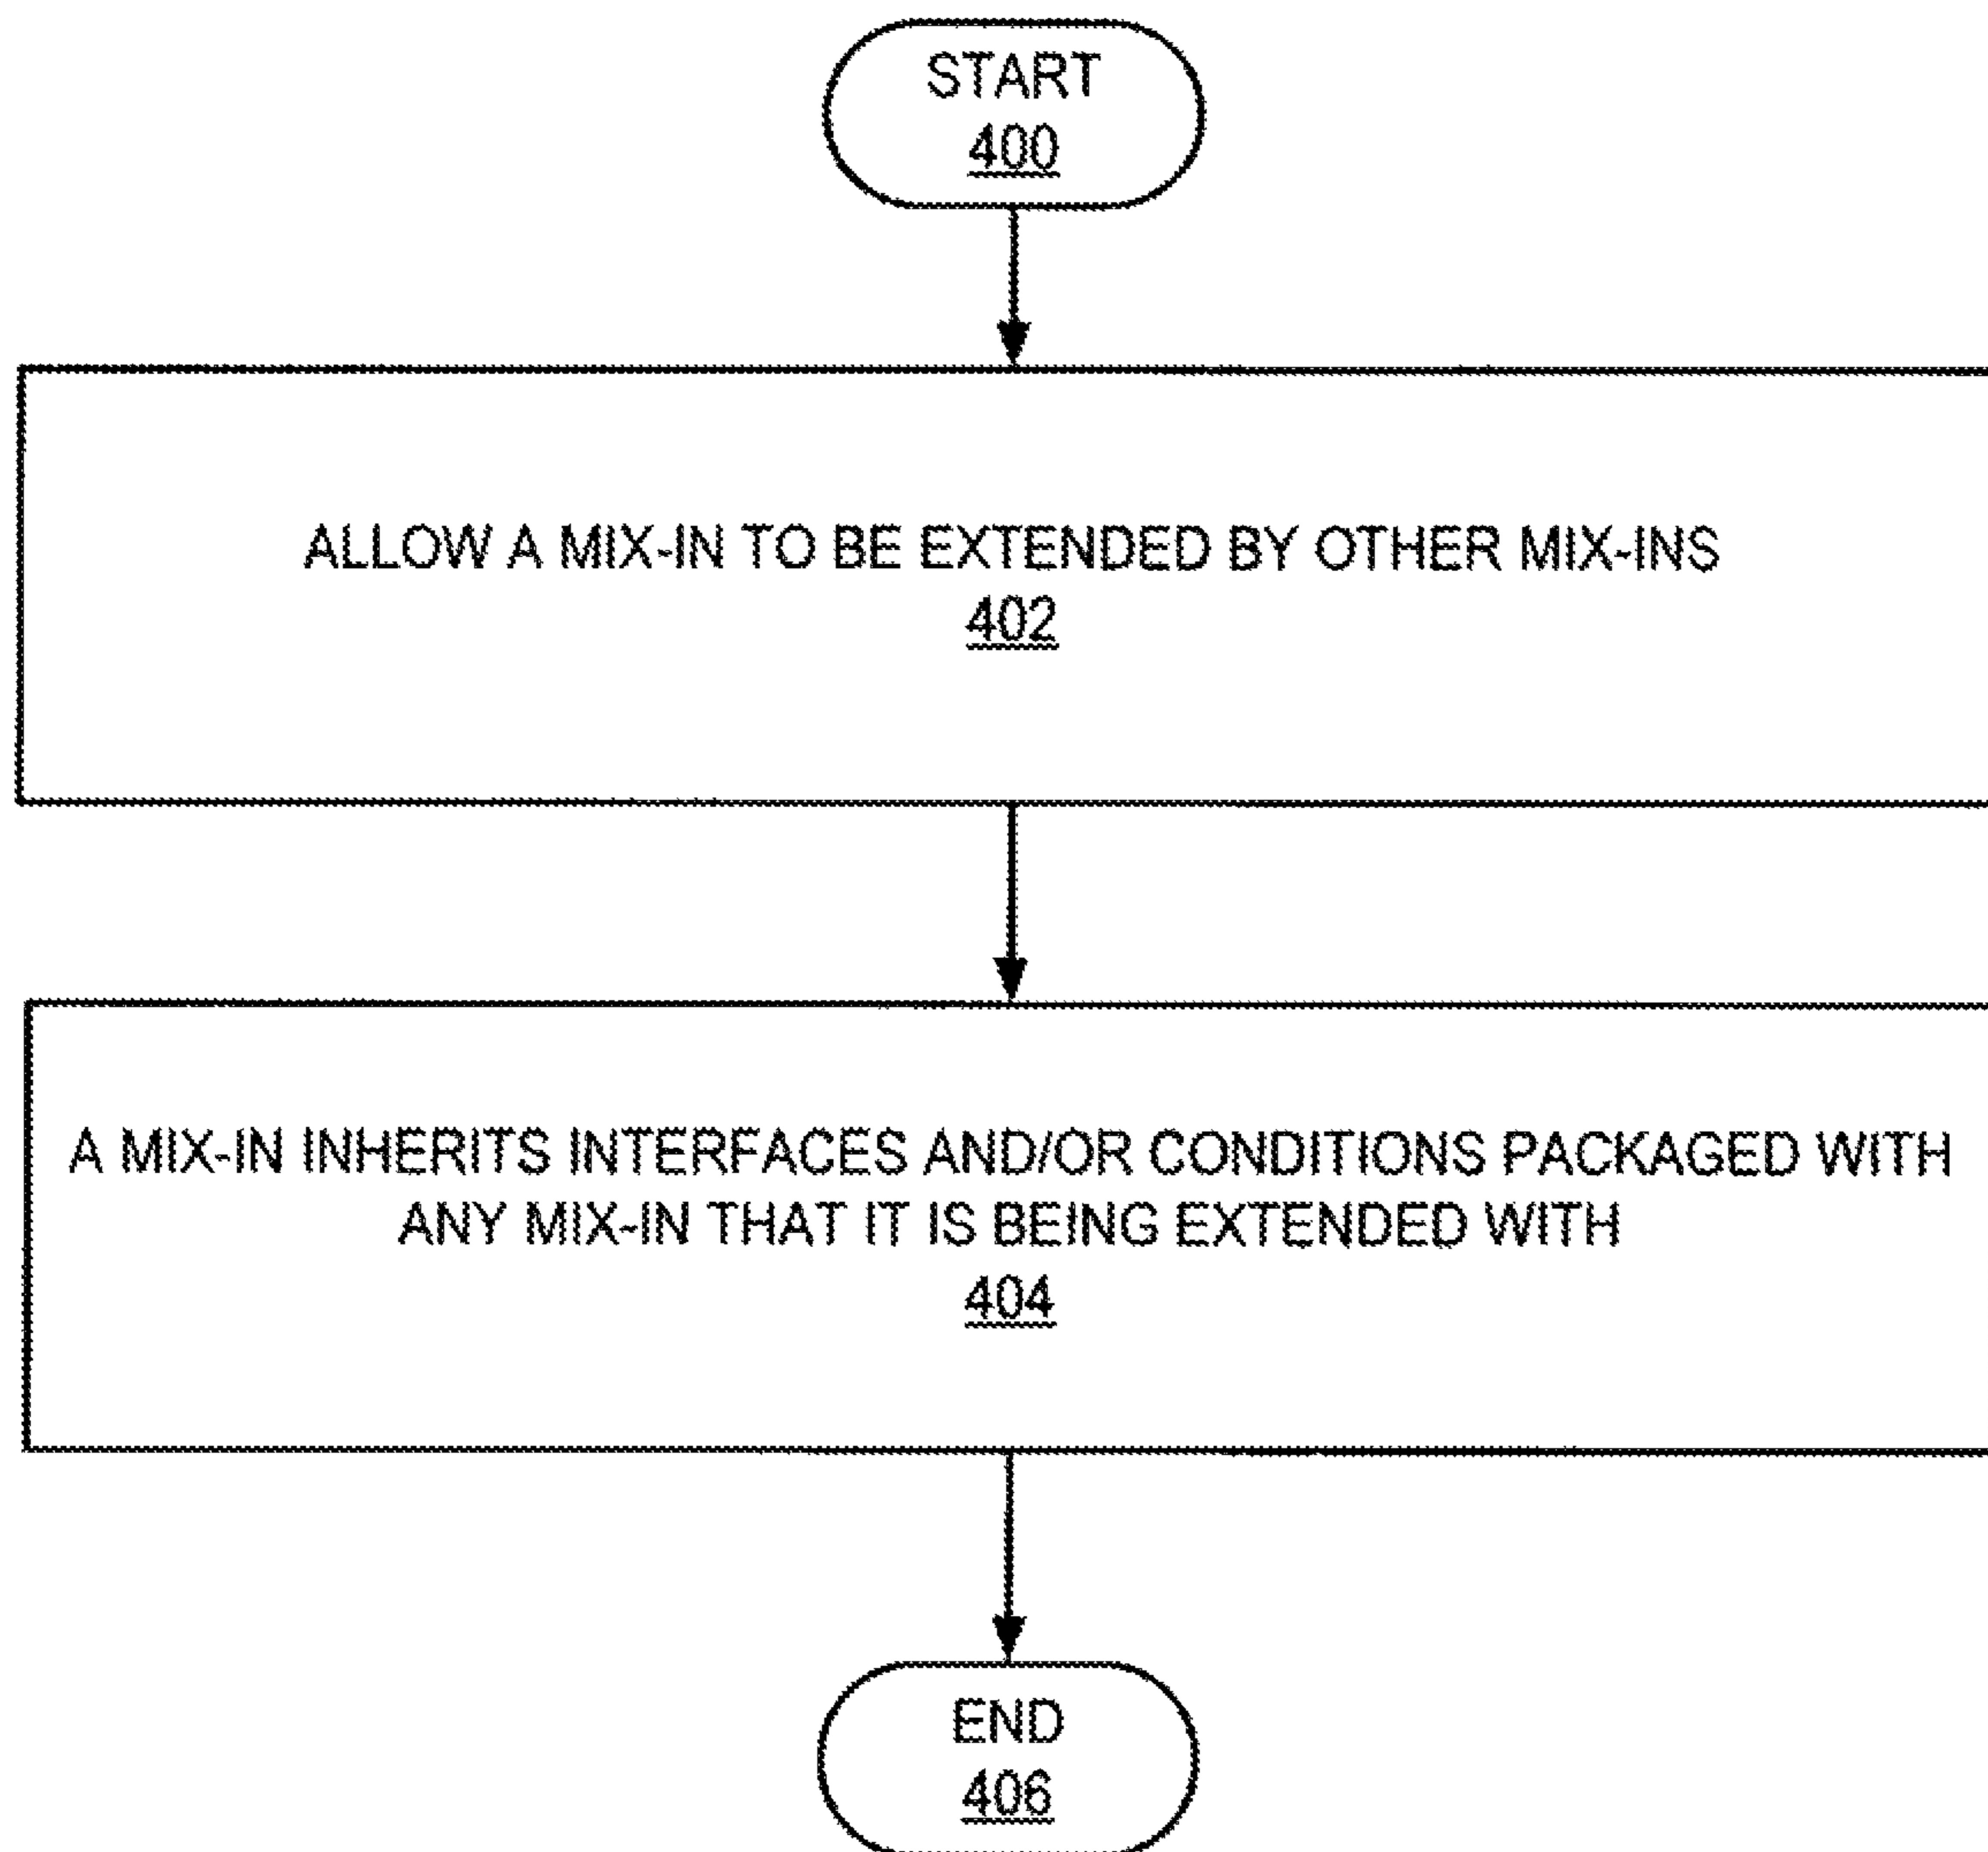 START
400
ALLOW A MIX-IN TO BE EXTENDED BY OTHER MIX-INS
402
A MIX-IN INHERITS INTERFACES AND/OR CONDITIONS PACKAGED WITH
ANY MIX-IN THAT IT IS BEING EXTENDED WITH
404
END
406